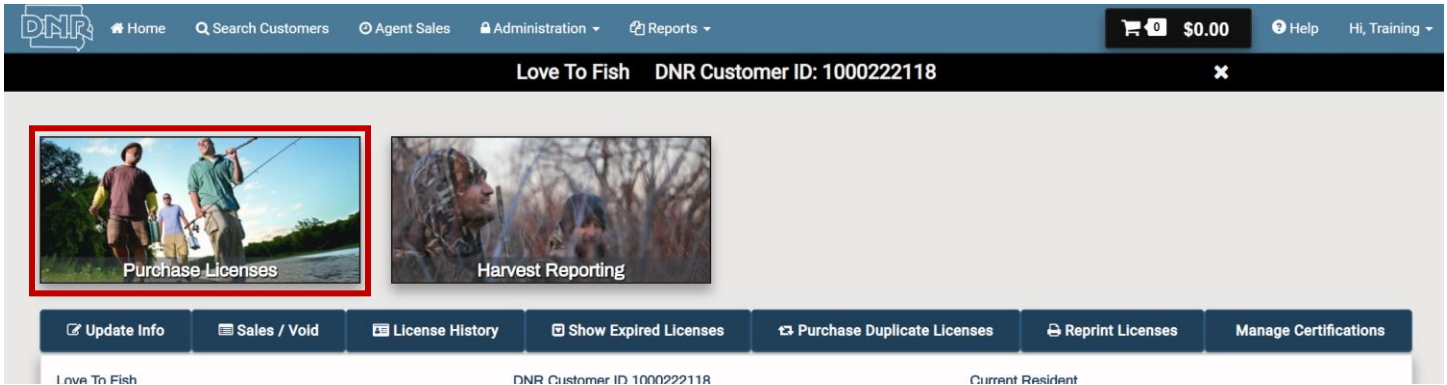 DNR Home Search Customers Agent Sales Administration Reports 0 $0.00 Help Hi, Training
Love To Fish DNR Customer ID: 1000222118
Purchase Licenses Harvest Reporting
Update Info Sales / Void License History Show Expired Licenses Purchase Duplicate Licenses Reprint Licenses Manage Certifications
Love To Fish DNR Customer ID 1000222118 Current Resident